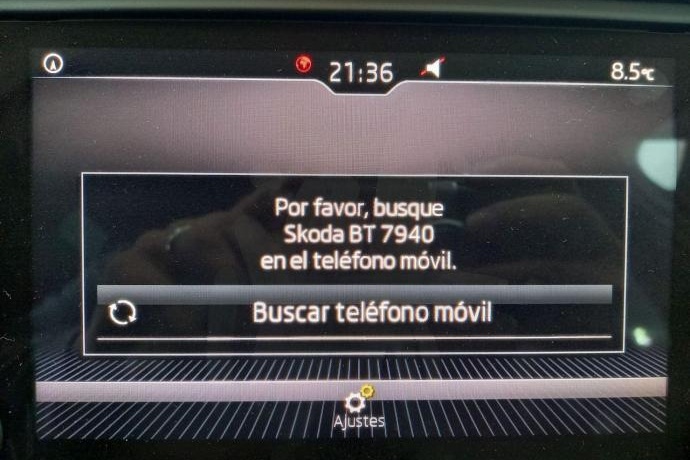 21:36
8.5°C
Por favor, busque
Skoda BT 7940
en el teléfono móvil.
Buscar teléfono móvil
Ajustes